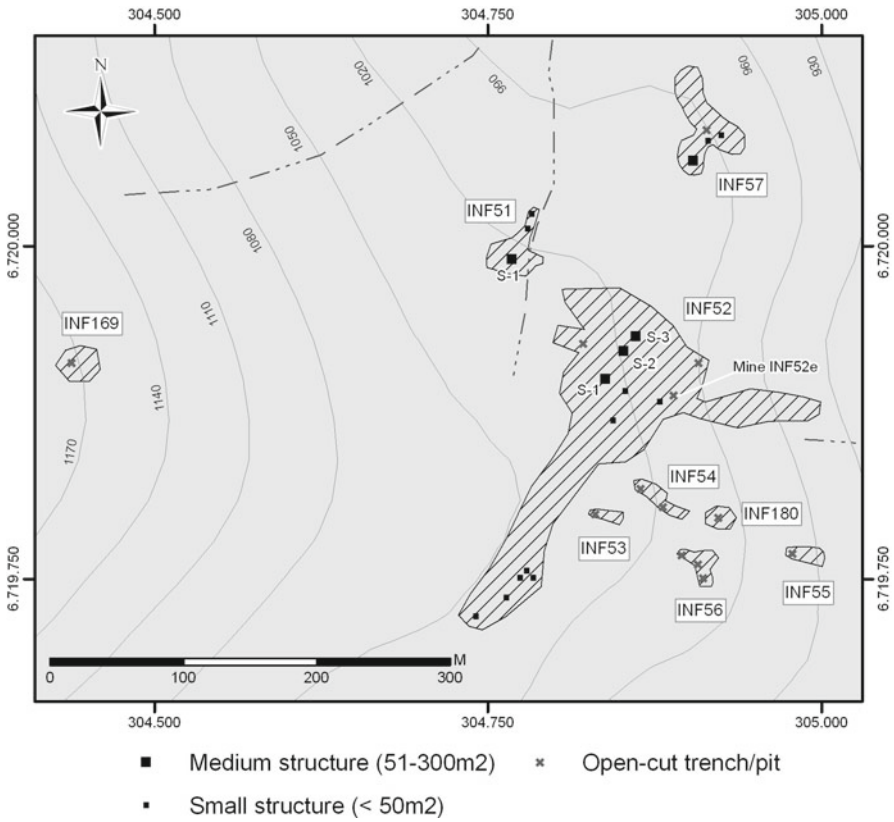 304.500 304.750 305.000
N
1020
990
960
930
1050
INF57
INF51
6.720.000
6.720.000
1080
S-1
INF52
1110
INF169
S-3
S-2
Mine INF52e
S-1
1140
1170
INF54
INF180
INF53
6.719.750
6.719.750
INF55
INF56
M
0 100 200 300
304.500 304.750 305.000
Medium structure (51-300m2) Open-cut trench/pit
Small structure (< 50m2)